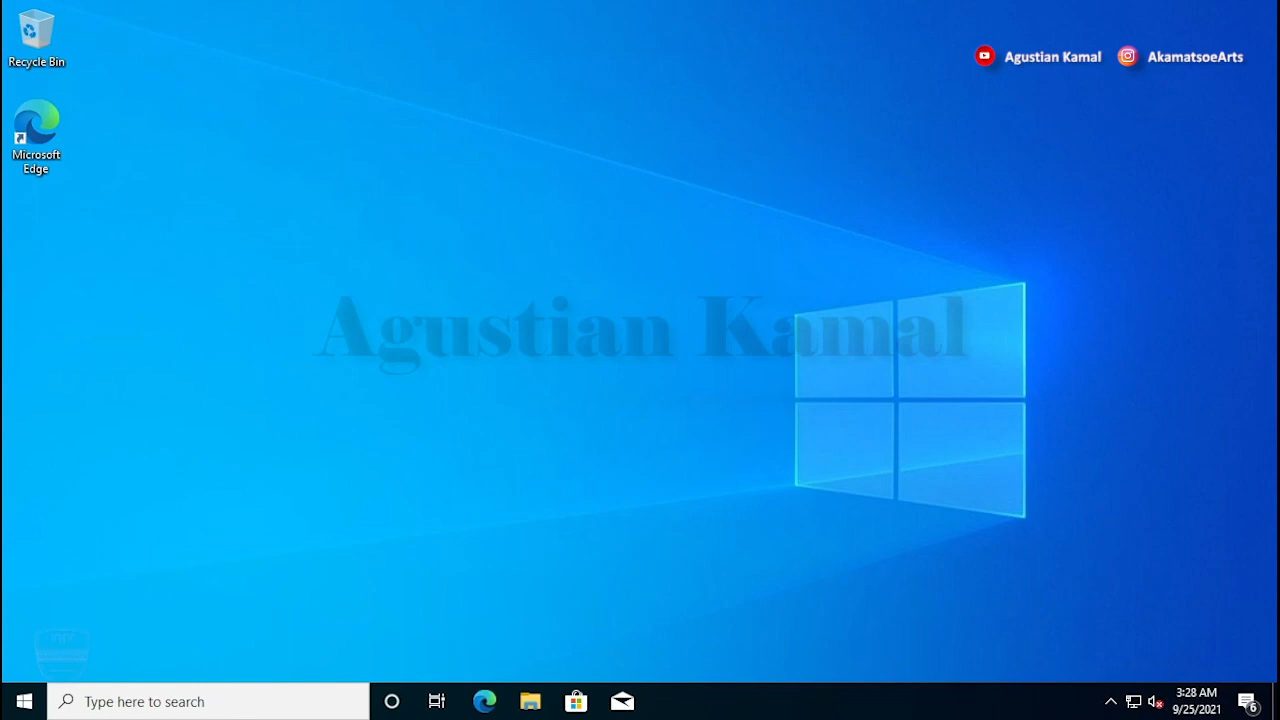 Recycle Bin
Agustian Kamal
AkamatsoeArts
Microsoft
Edge
Agustian Kamal
Type here to search
3:28 AM
9/25/2021
6